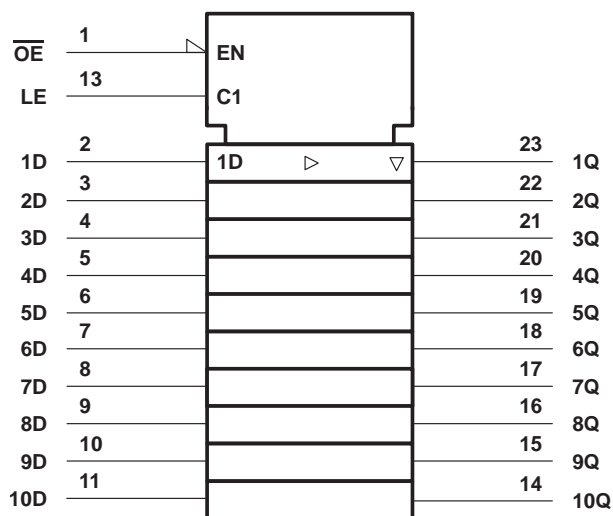 OE 1 EN
LE 13 C1
1D 2 1D 23 1Q
2D 3 22 2Q
3D 4 21 3Q
4D 5 20 4Q
5D 6 19 5Q
6D 7 18 6Q
7D 8 17 7Q
8D 9 16 8Q
9D 10 15 9Q
10D 11 14 10Q